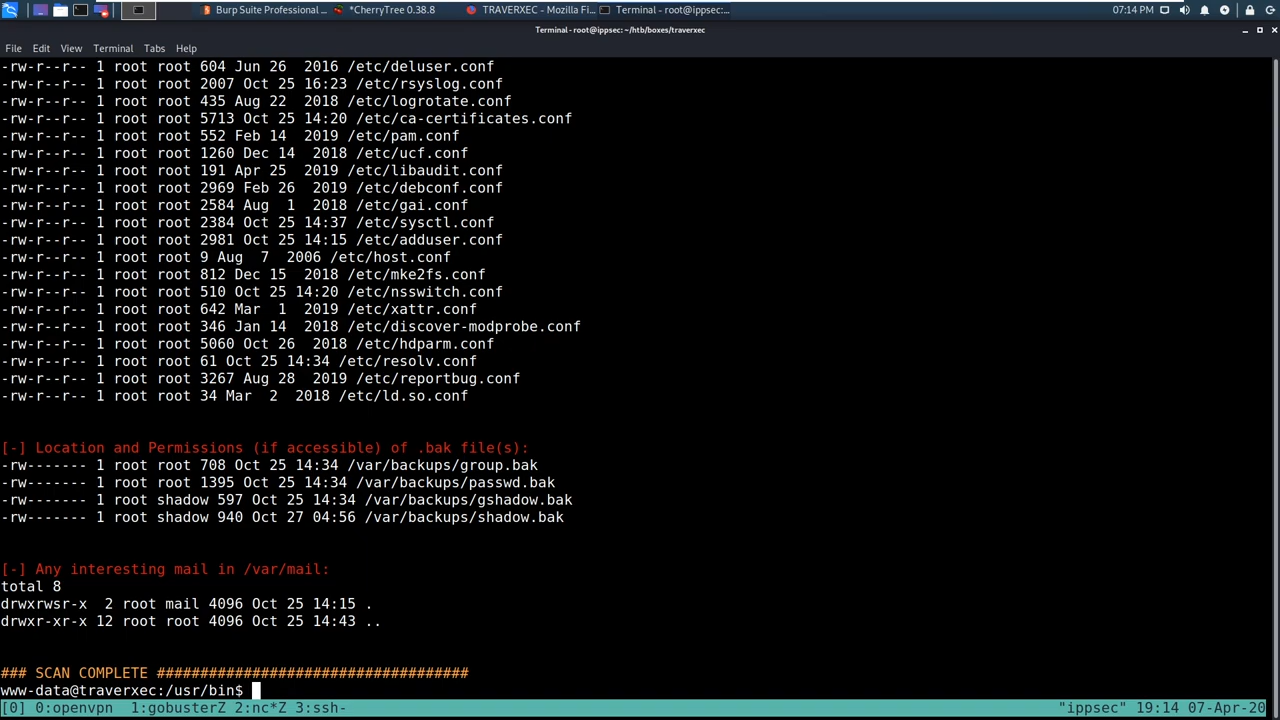 Burp Suite Professional ... *CherryTree 0.38.8 TRAVERXEC - Mozilla Fi... Terminal - root@ippsec:... 07:14 PM
Terminal - root@ippsec: ~/htb/boxes/traverxec
File Edit View Terminal Tabs Help
-rw-r--r-- 1 root root 604 Jun 26  2016 /etc/deluser.conf
-rw-r--r-- 1 root root 2007 Oct 25 16:23 /etc/rsyslog.conf
-rw-r--r-- 1 root root 435 Aug 22  2018 /etc/logrotate.conf
-rw-r--r-- 1 root root 5713 Oct 25 14:20 /etc/ca-certificates.conf
-rw-r--r-- 1 root root 552 Feb 14  2019 /etc/pam.conf
-rw-r--r-- 1 root root 1260 Dec 14  2018 /etc/ucf.conf
-rw-r--r-- 1 root root 191 Apr 25  2019 /etc/libaudit.conf
-rw-r--r-- 1 root root 2969 Feb 26  2019 /etc/debconf.conf
-rw-r--r-- 1 root root 2584 Aug  1  2018 /etc/gai.conf
-rw-r--r-- 1 root root 2384 Oct 25 14:37 /etc/sysctl.conf
-rw-r--r-- 1 root root 2981 Oct 25 14:15 /etc/adduser.conf
-rw-r--r-- 1 root root 9 Aug  7  2006 /etc/host.conf
-rw-r--r-- 1 root root 812 Dec 15  2018 /etc/mke2fs.conf
-rw-r--r-- 1 root root 510 Oct 25 14:20 /etc/nsswitch.conf
-rw-r--r-- 1 root root 642 Mar  1  2019 /etc/xattr.conf
-rw-r--r-- 1 root root 346 Jan 14  2018 /etc/discover-modprobe.conf
-rw-r--r-- 1 root root 5060 Oct 26  2018 /etc/hdparm.conf
-rw-r--r-- 1 root root 61 Oct 25 14:34 /etc/resolv.conf
-rw-r--r-- 1 root root 3267 Aug 28  2019 /etc/reportbug.conf
-rw-r--r-- 1 root root 34 Mar  2  2018 /etc/ld.so.conf
[-] Location and Permissions (if accessible) of .bak file(s):
-rw------- 1 root root 708 Oct 25 14:34 /var/backups/group.bak
-rw------- 1 root root 1395 Oct 25 14:34 /var/backups/passwd.bak
-rw------- 1 root shadow 597 Oct 25 14:34 /var/backups/gshadow.bak
-rw------- 1 root shadow 940 Oct 27 04:56 /var/backups/shadow.bak
[-] Any interesting mail in /var/mail:
total 8
drwxrwsr-x  2 root mail 4096 Oct 25 14:15 .
drwxr-xr-x 12 root root 4096 Oct 25 14:43 ..
### SCAN COMPLETE ####################################
www-data@traverxec:/usr/bin$
[0] 0:openvpn  1:gobusterZ 2:nc*Z 3:ssh- "ippsec" 19:14 07-Apr-20